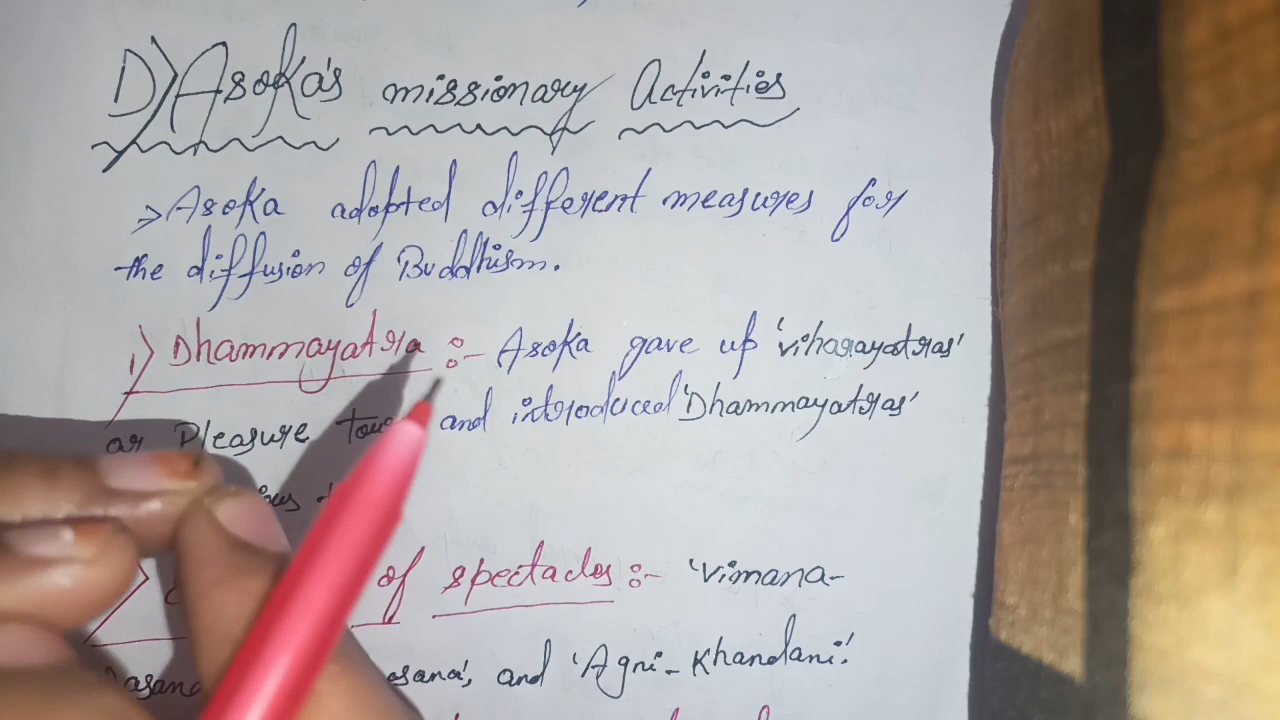 D) Asoka's missionary Activities
> Asoka adopted different measures for
the diffusion of Buddhism.
i) Dhammayatra :- Asoka gave up 'viharayatras'
or Pleasure and introduced 'Dhammayatras'
of spectacles :- 'Vimana-
and 'Agni-Khandani'.